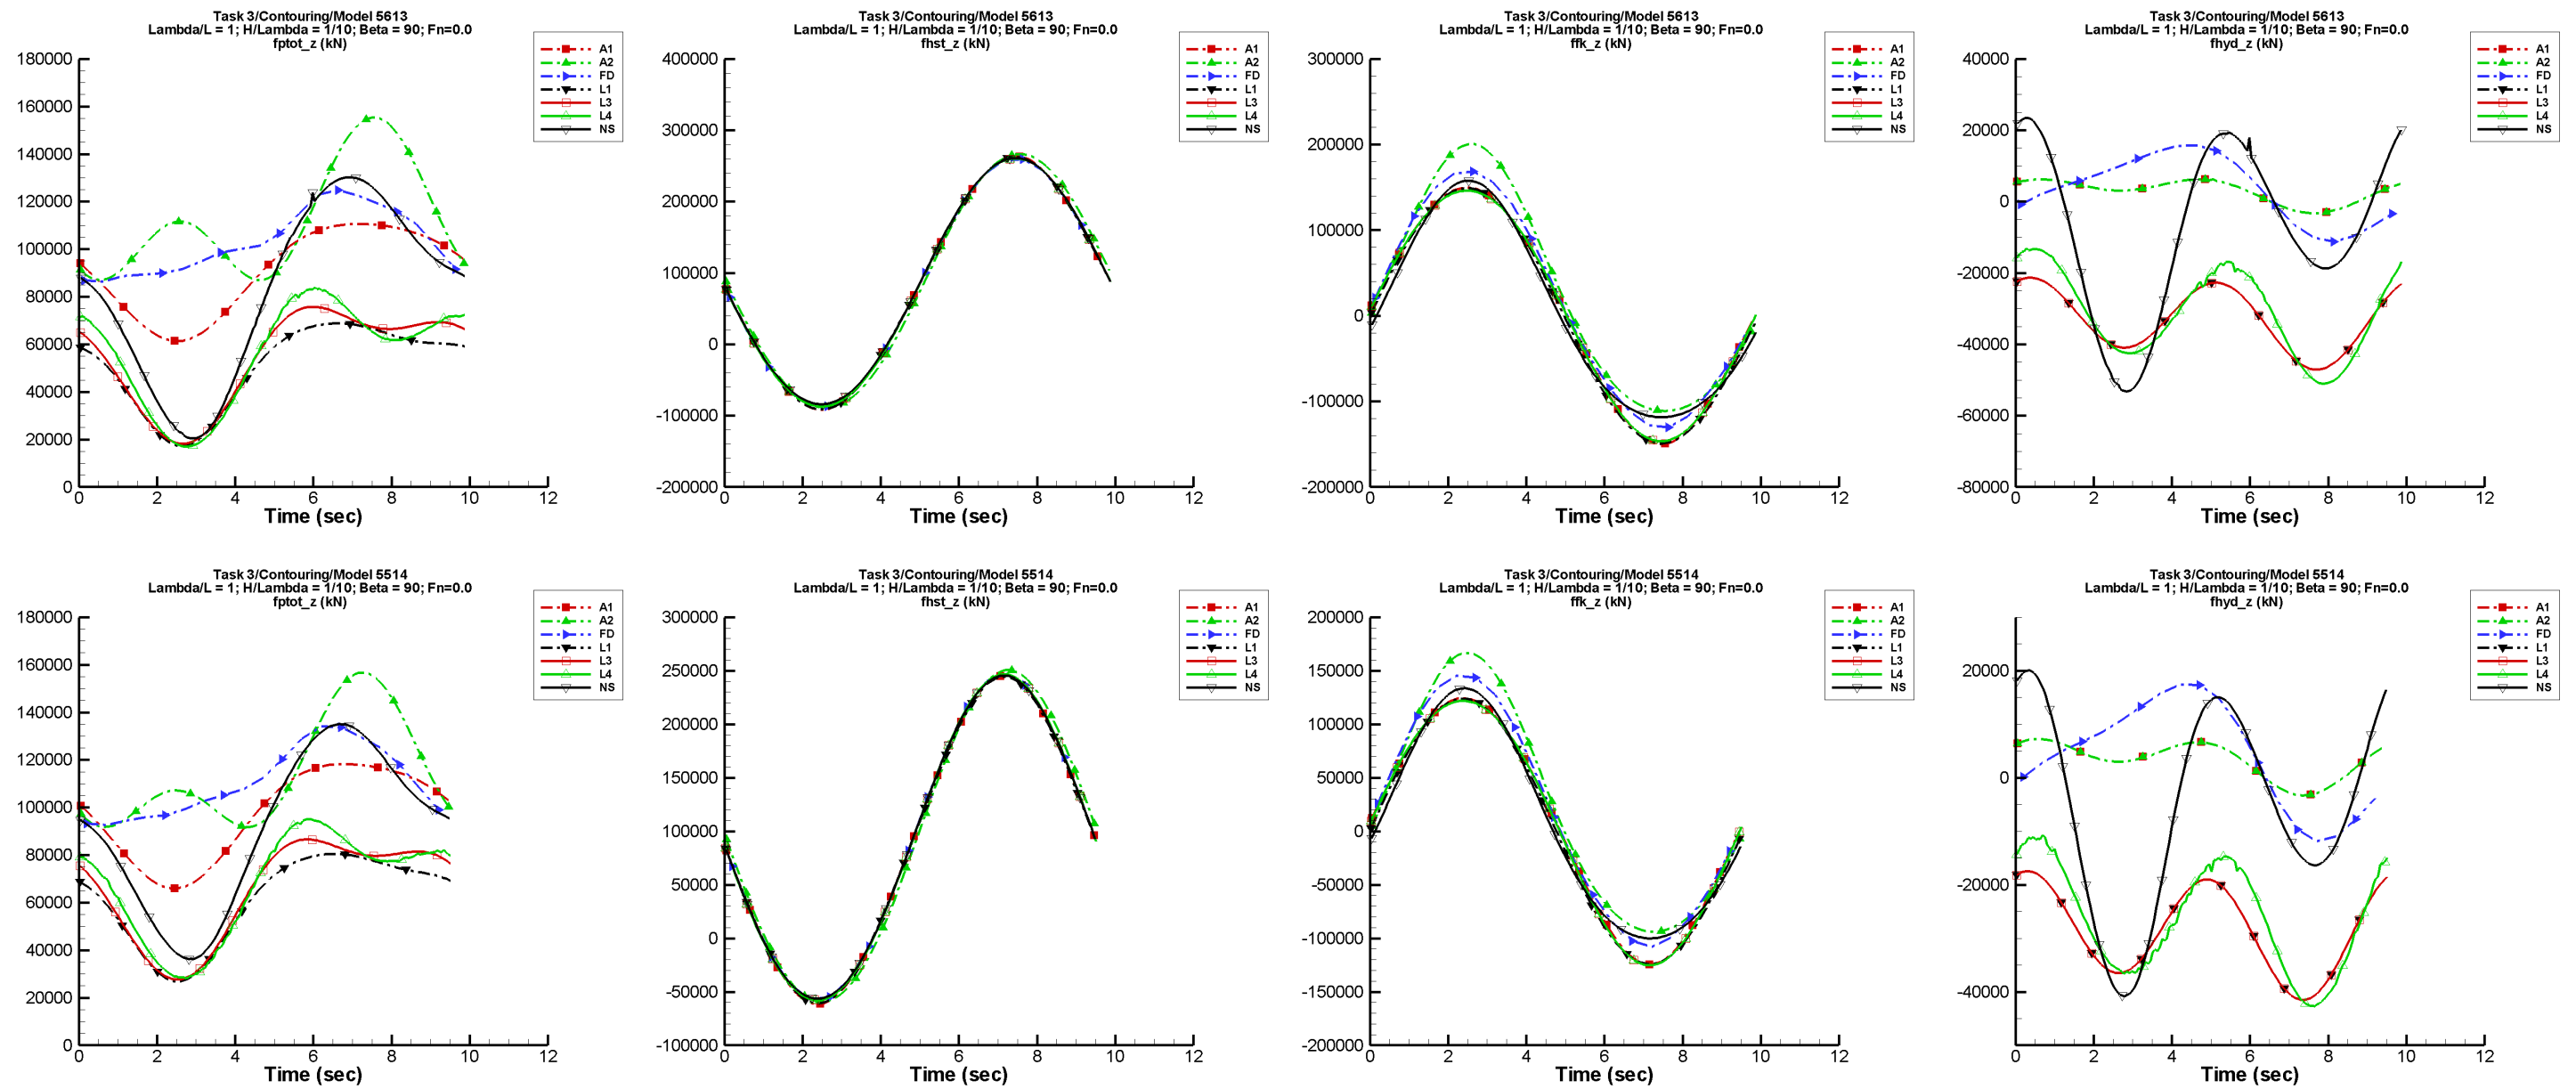 Task 3/Contouring/Model 5613
Lambda/L = 1; H/Lambda = 1/10; Beta = 90; Fn=0.0
fptot_z (kN)
A1
A2
FD
L1
L3
L4
NS
180000
160000
140000
120000
100000
80000
60000
40000
20000
0
0 2 4 6 8 10 12
Time (sec)
Task 3/Contouring/Model 5613
Lambda/L = 1; H/Lambda = 1/10; Beta = 90; Fn=0.0
fhst_z (kN)
A1
A2
FD
L1
L3
L4
NS
400000
300000
200000
100000
0
-100000
-200000
0 2 4 6 8 10 12
Time (sec)
Task 3/Contouring/Model 5613
Lambda/L = 1; H/Lambda = 1/10; Beta = 90; Fn=0.0
ffk_z (kN)
A1
A2
FD
L1
L3
L4
NS
300000
200000
100000
0
-100000
-200000
0 2 4 6 8 10 12
Time (sec)
Task 3/Contouring/Model 5613
Lambda/L = 1; H/Lambda = 1/10; Beta = 90; Fn=0.0
fhyd_z (kN)
A1
A2
FD
L1
L3
L4
NS
40000
20000
0
-20000
-40000
-60000
-80000
0 2 4 6 8 10 12
Time (sec)
Task 3/Contouring/Model 5514
Lambda/L = 1; H/Lambda = 1/10; Beta = 90; Fn=0.0
fptot_z (kN)
A1
A2
FD
L1
L3
L4
NS
180000
160000
140000
120000
100000
80000
60000
40000
20000
0
0 2 4 6 8 10 12
Time (sec)
Task 3/Contouring/Model 5514
Lambda/L = 1; H/Lambda = 1/10; Beta = 90; Fn=0.0
fhst_z (kN)
A1
A2
FD
L1
L3
L4
NS
300000
250000
200000
150000
100000
50000
0
-50000
-100000
0 2 4 6 8 10 12
Time (sec)
Task 3/Contouring/Model 5514
Lambda/L = 1; H/Lambda = 1/10; Beta = 90; Fn=0.0
ffk_z (kN)
A1
A2
FD
L1
L3
L4
NS
200000
150000
100000
50000
0
-50000
-100000
-150000
-200000
0 2 4 6 8 10 12
Time (sec)
Task 3/Contouring/Model 5514
Lambda/L = 1; H/Lambda = 1/10; Beta = 90; Fn=0.0
fhyd_z (kN)
A1
A2
FD
L1
L3
L4
NS
20000
0
-20000
-40000
0 2 4 6 8 10 12
Time (sec)